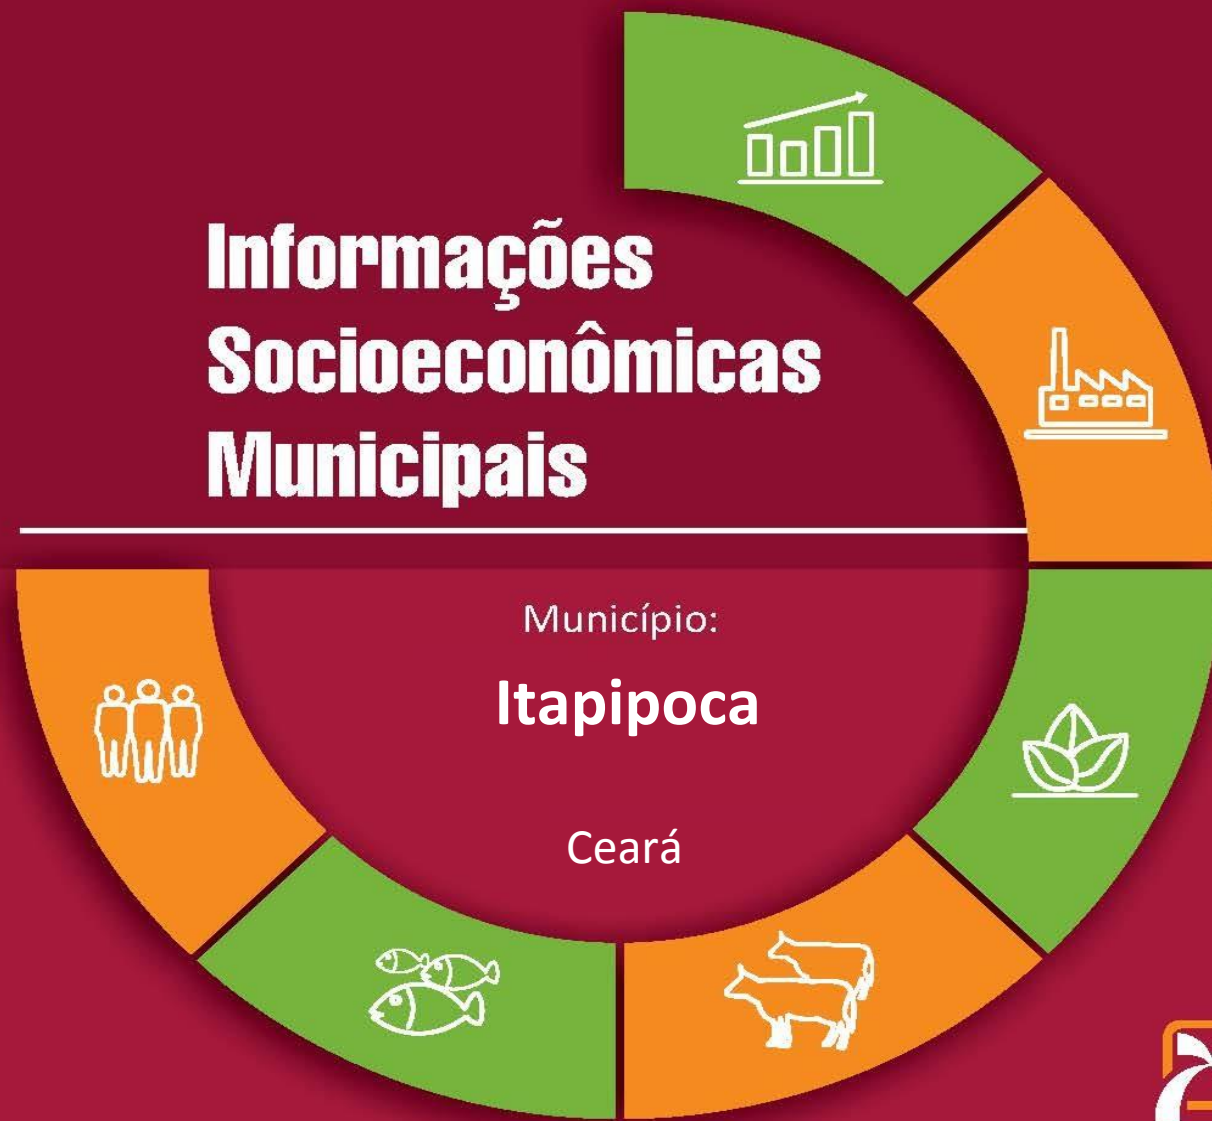 Informações
Socioeconômicas
Municipais
Município:
Itapipoca
Ceará